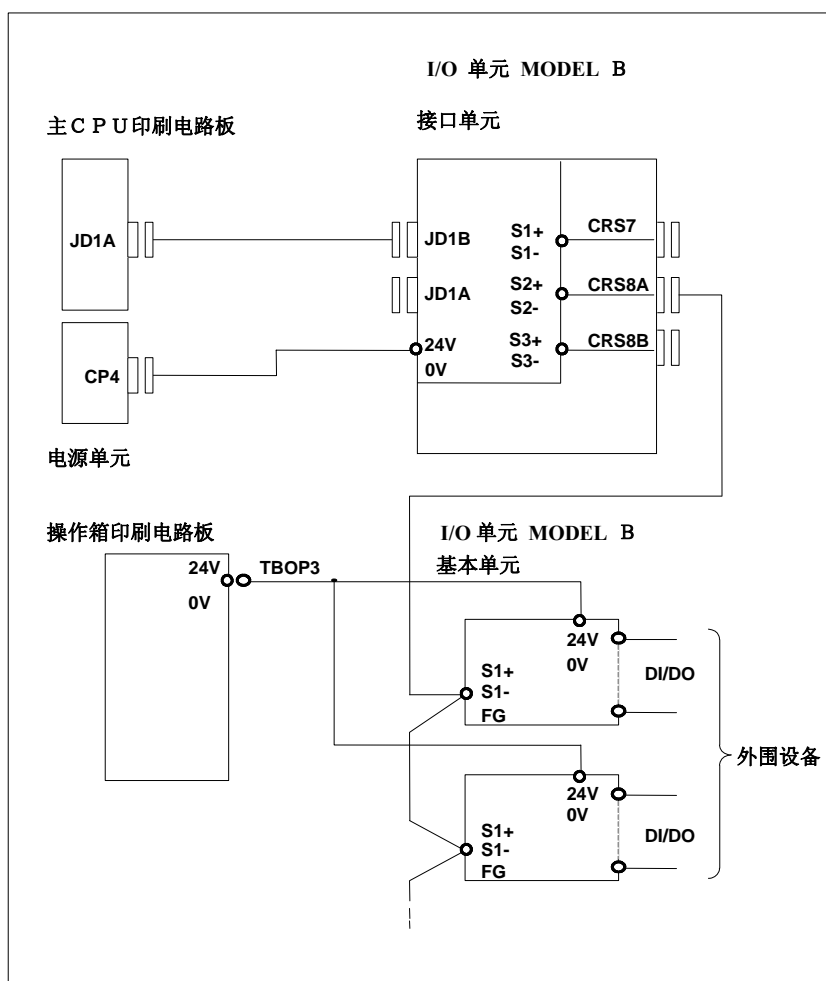 I/O 单元 MODEL B
主CPU印刷电路板
接口单元
JD1A
JD1B
S1+
S1-
CRS7
JD1A
S2+
S2-
CRS8A
CP4
24V
0V
S3+
S3-
CRS8B
电源单元
操作箱印刷电路板
I/O 单元 MODEL B
基本单元
24V
0V
TBOP3
24V
0V
S1+
S1-
FG
DI/DO
外围设备
24V
0V
S1+
S1-
FG
DI/DO